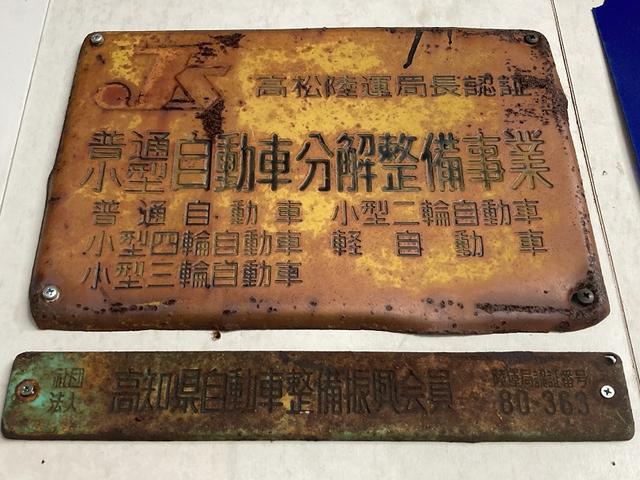 高松陸運局長認証
普通
小型自動車分解整備事業
普通自動車 小型二輪自動車
小型四輪自動車 軽自動車
小型三輪自動車
社団法人 高知県自動車整備振興会会員 陸運局認証番号
80-363